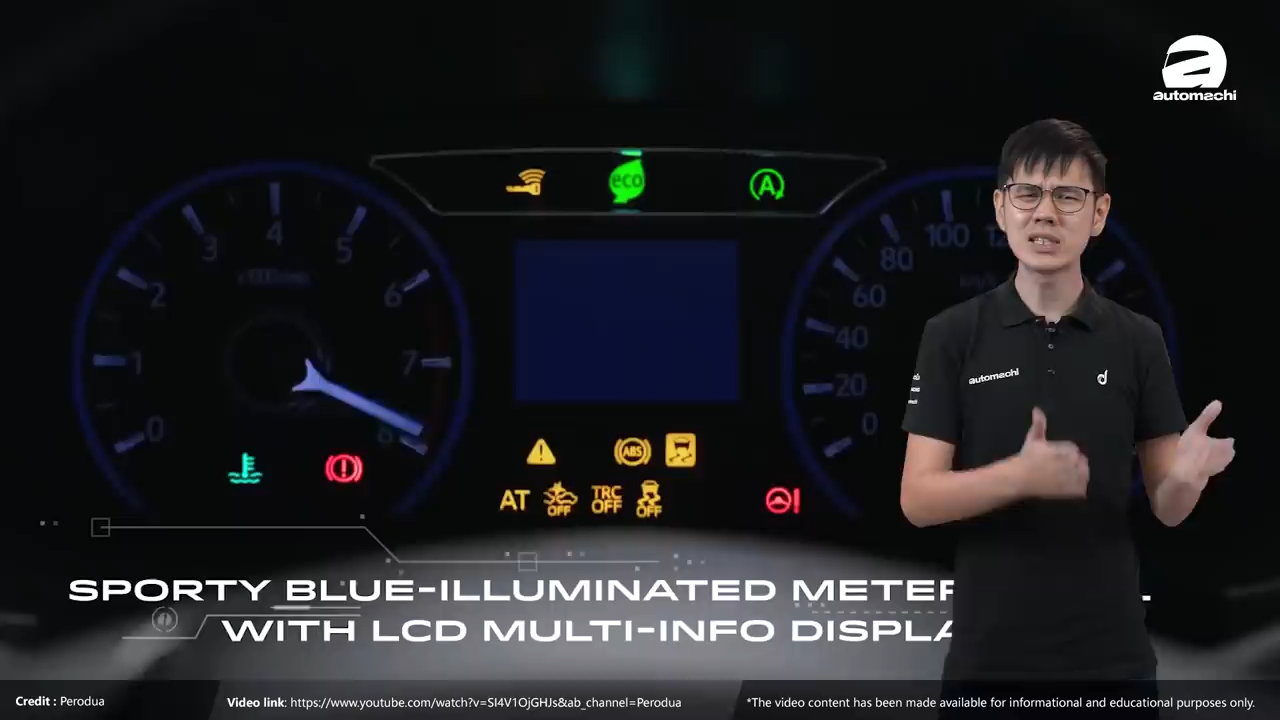 automachi
eco
A
3 4 5
2 6
1 7
0 8
100
80
60
40
20
0
ABS
AT OFF TRC OFF OFF
automachi
SPORTY BLUE-ILLUMINATED METER
WITH LCD MULTI-INFO DISPLA
Credit : Perodua
Video link: https://www.youtube.com/watch?v=SI4V1OjGHJs&ab_channel=Perodua
*The video content has been made available for informational and educational purposes only.